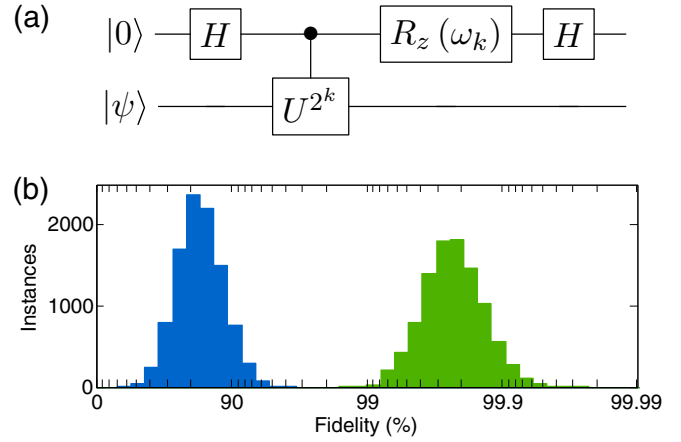 (a)
|0⟩ H R_z (ω_k) H
|ψ⟩ U^{2^k}
(b)
Instances
2000
1000
0
0 90 99 99.9 99.99
Fidelity (%)